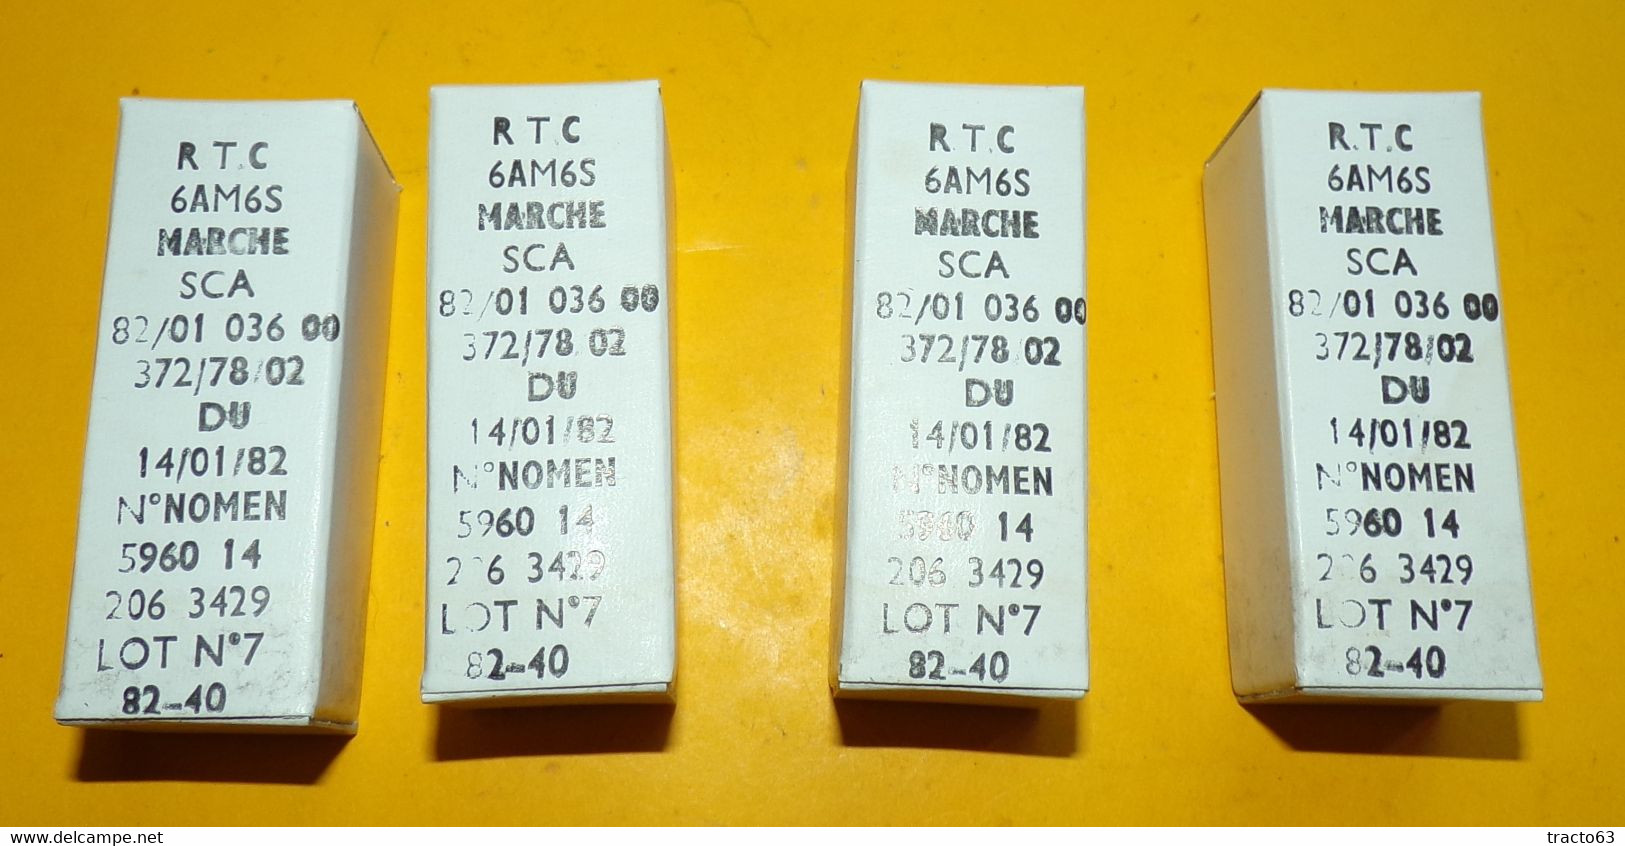 R T.C
6AM6S
MARCHE
SCA
82/01 036 00
372/78/02
DU
14/01/82
N°NOMEN
5960 14
206 3429
LOT N°7
82-40
R T.C
6AM6S
MARCHE
SCA
82/01 036 00
372/78 02
DU
14/01/82
N°NOMEN
5960 14
206 3429
LOT N°7
82-40
R.T.C
6AM6S
MARCHE
SCA
82/01 036 00
372/78/02
DU
14/01/82
N°NOMEN
5960 14
206 3429
LOT N°7
82-40
R.T.C
6AM6S
MARCHE
SCA
82/01 036 00
372/78/02
DU
14/01/82
N°NOMEN
5960 14
206 3429
LOT N°7
82-40
www.delcampe.net
tracto63